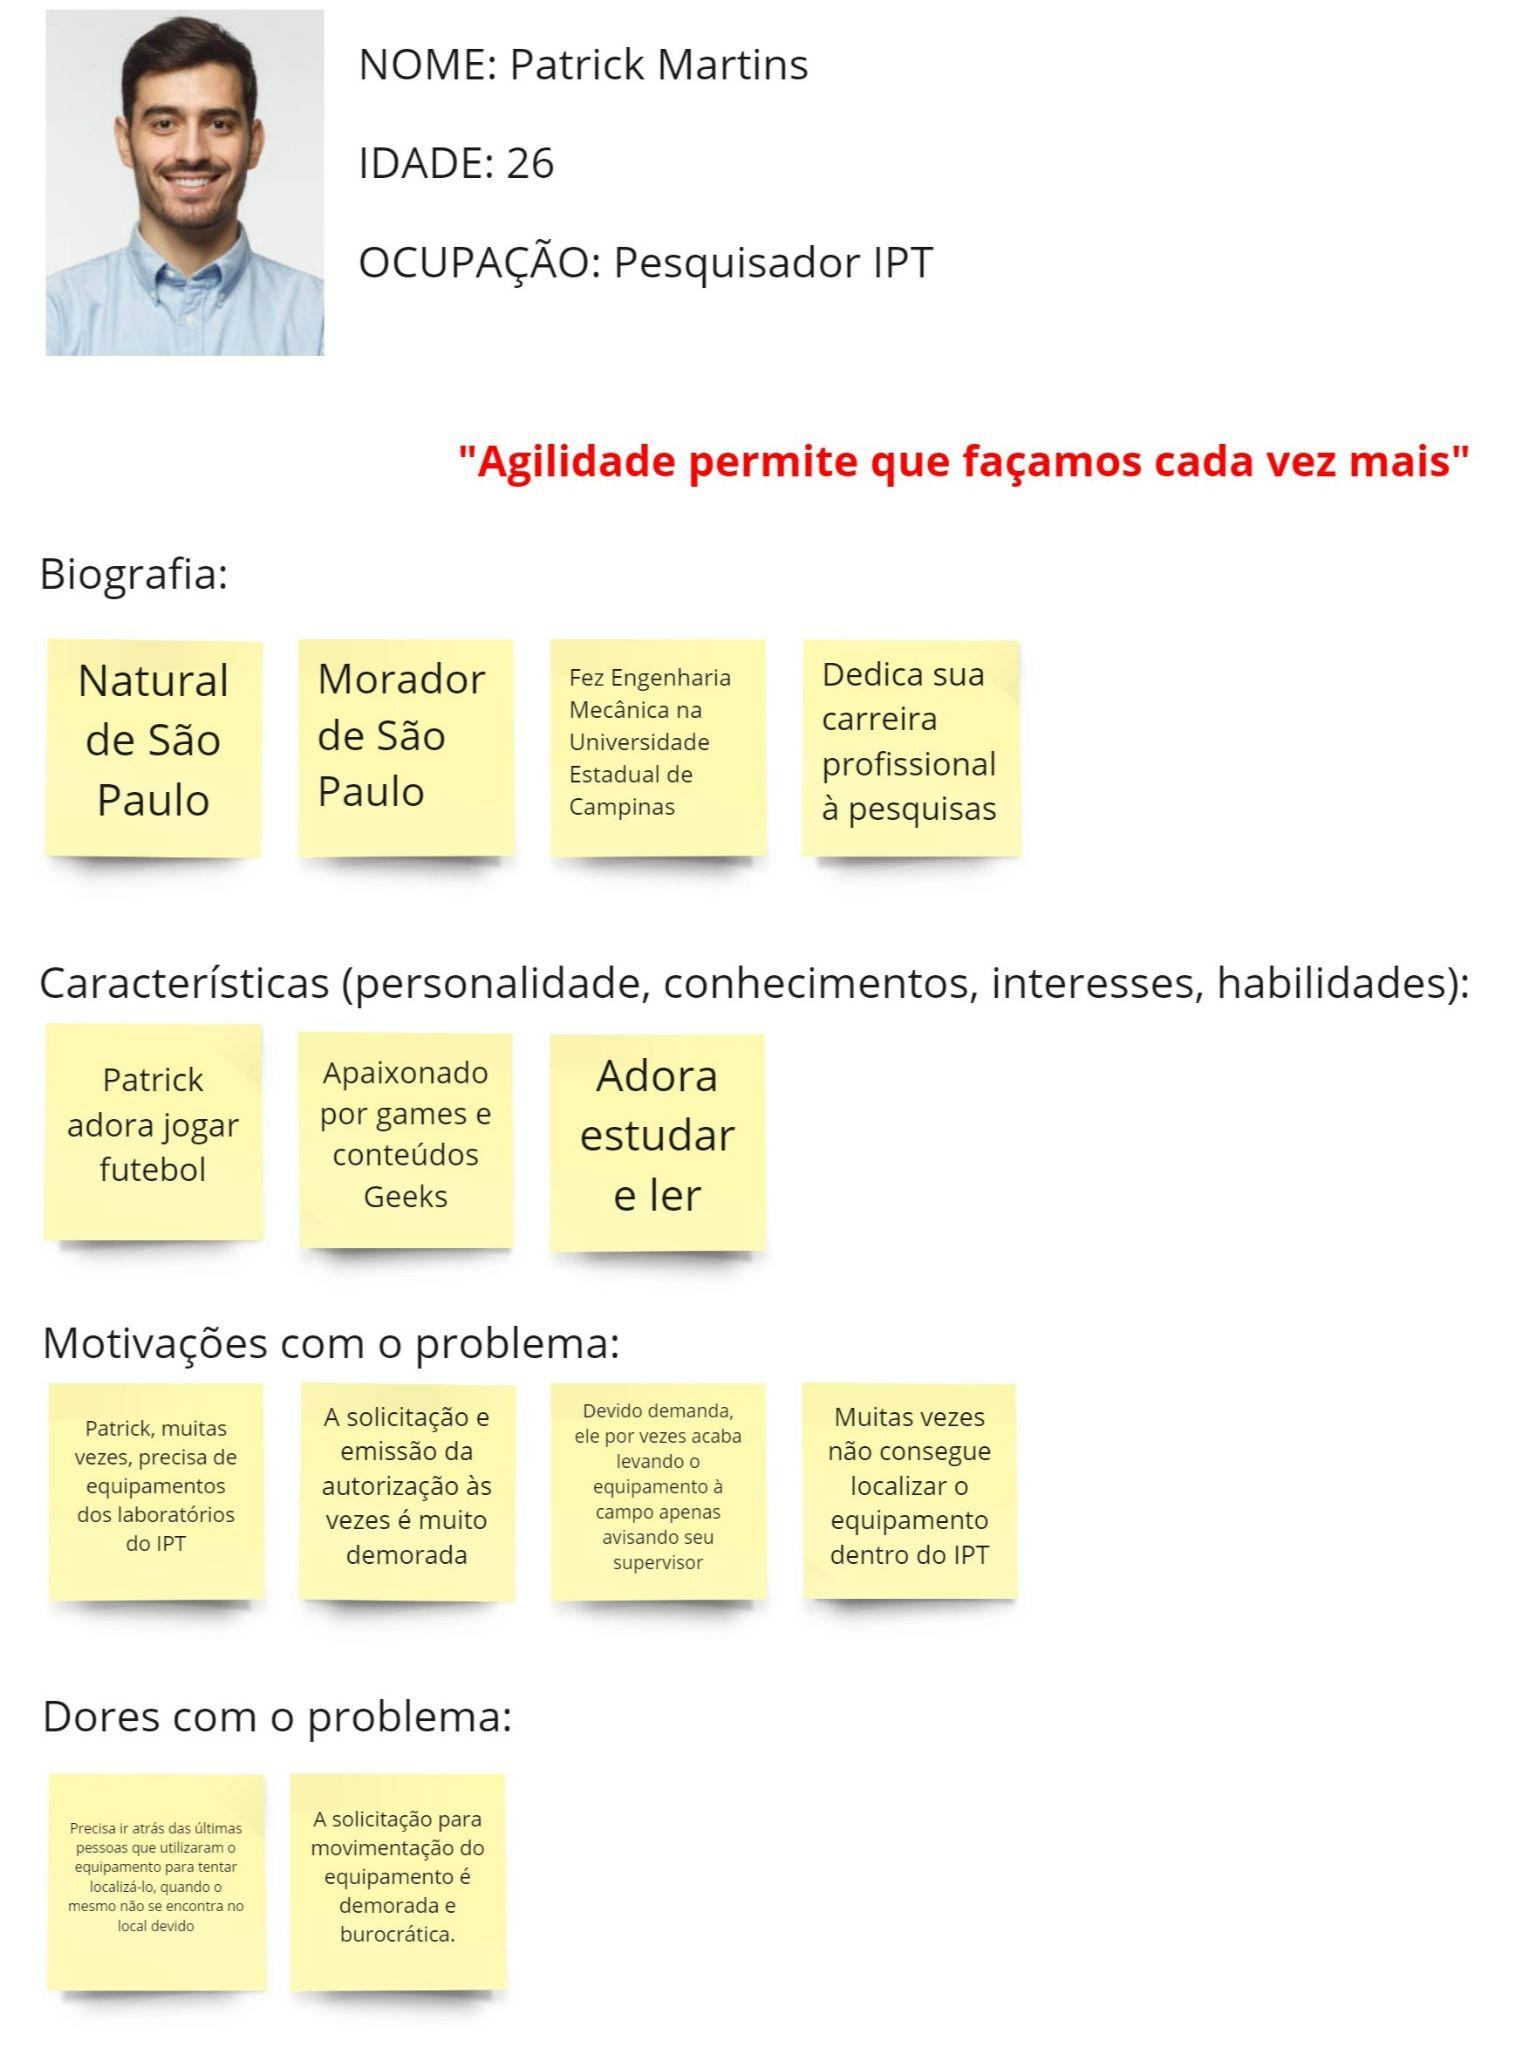 NOME: Patrick Martins
IDADE: 26
OCUPAÇÃO: Pesquisador IPT
"Agilidade permite que façamos cada vez mais"
Biografia:
Natural
de São
Paulo
Morador
de São
Paulo
Fez Engenharia
Mecânica na
Universidade
Estadual de
Campinas
Dedica sua
carreira
profissional
à pesquisas
Características (personalidade, conhecimentos, interesses, habilidades):
Patrick
adora jogar
futebol
Apaixonado
por games e
conteúdos
Geeks
Adora
estudar
e ler
Motivações com o problema:
Patrick, muitas
vezes, precisa de
equipamentos
dos laboratórios
do IPT
A solicitação e
emissão da
autorização às
vezes é muito
demorada
Devido demanda,
ele por vezes acaba
levando o
equipamento à
campo apenas
avisando seu
supervisor
Muitas vezes
não consegue
localizar o
equipamento
dentro do IPT
Dores com o problema:
Precisa ir atrás das últimas
pessoas que utilizaram o
equipamento para tentar
localizá-lo, quando o
mesmo não se encontra no
local devido
A solicitação para
movimentação do
equipamento é
demorada e
burocrática.